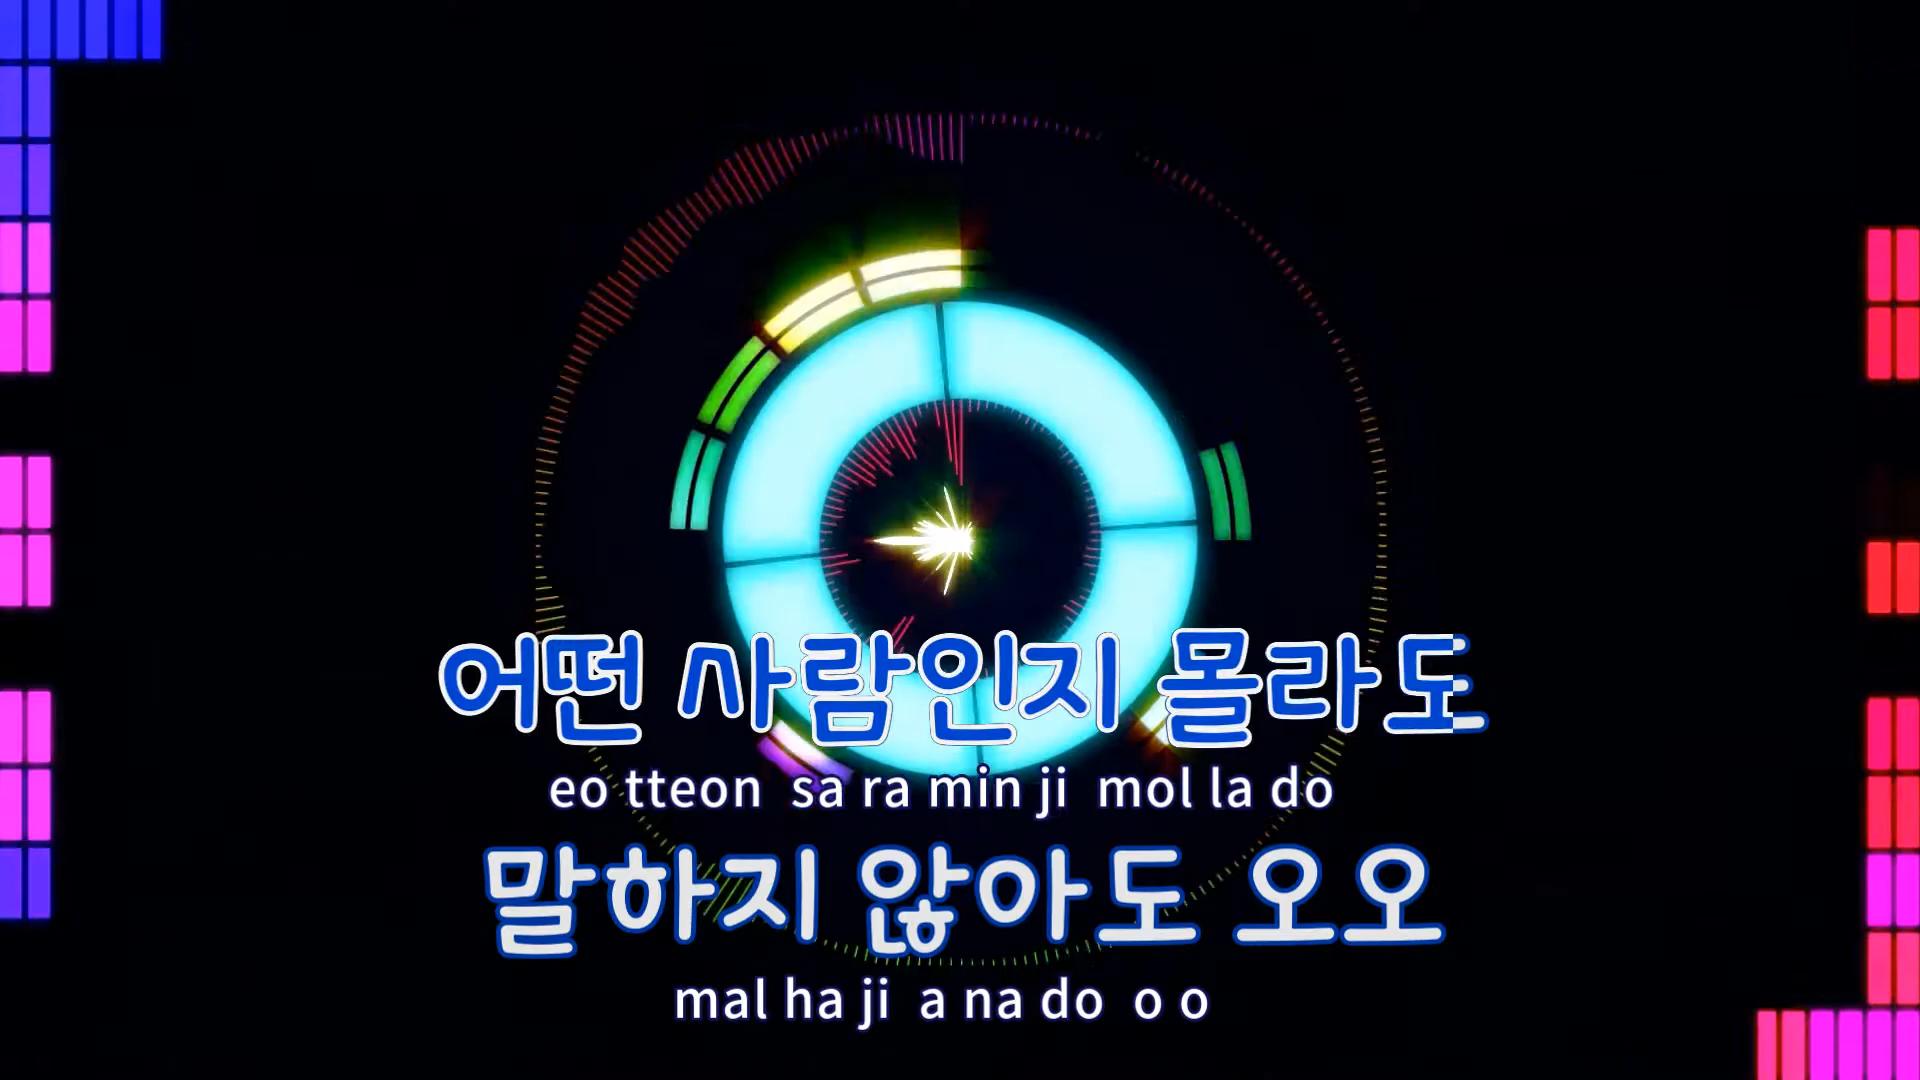 어떤 사람인지 몰라도
eo tteon sa ra min ji mol la do
말하지 않아도 오오
mal ha ji a na do o o